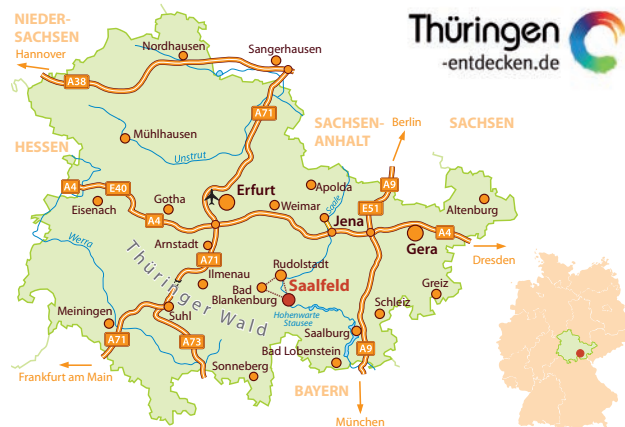 NIEDER-
SACHSEN
Hannover
Nordhausen
Sangerhausen
Thüringen
-entdecken.de
A38
A71
Mühlhausen
Unstrut
SACHSEN-
ANHALT
Berlin
SACHSEN
HESSEN
A4
E40
Eisenach
Gotha
Erfurt
Weimar
Apolda
Saale
A9
E51
Altenburg
A4
Jena
Gera
A4
Dresden
Werra
Arnstadt
A71
Thüringer Wald
Ilmenau
Rudolstadt
Bad
Blankenburg
Saalfeld
Hohenwarte
Stausee
Greiz
Schleiz
Meiningen
Suhl
A71
A73
Saalburg
Bad Lobenstein
A9
Sonneberg
Frankfurt am Main
BAYERN
München